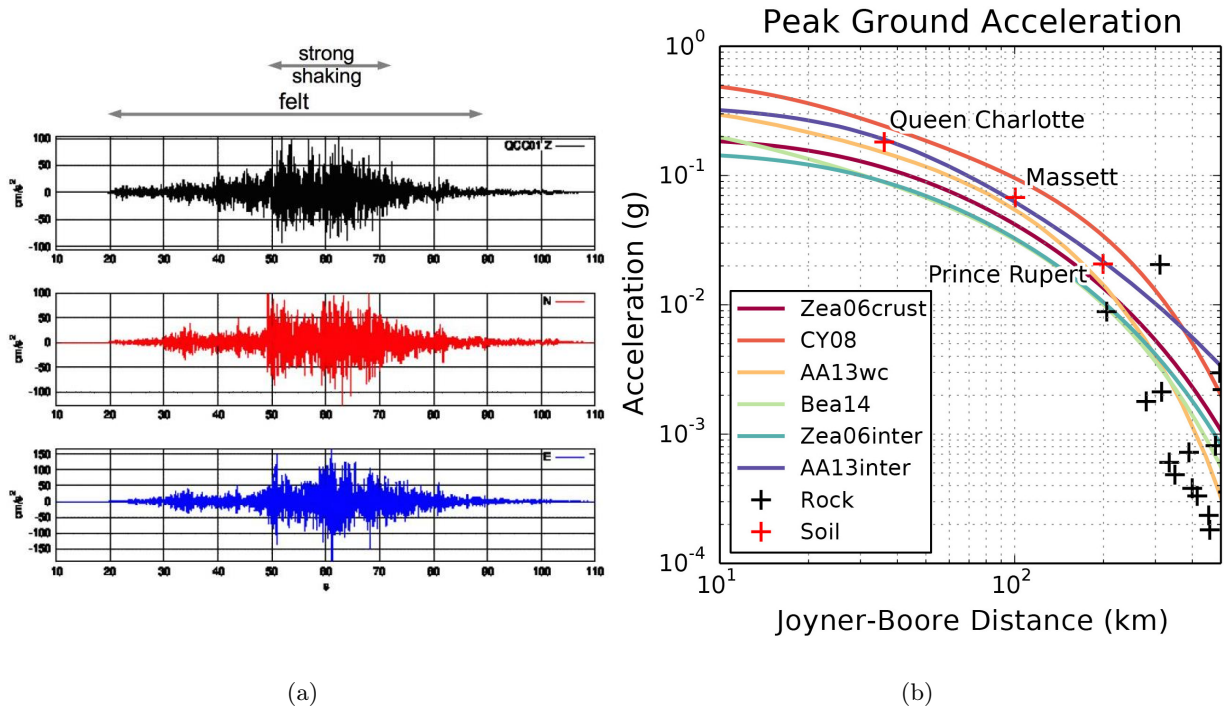 strong
shaking
felt
100
50
0
-50
-100
cm/s²
QCC01 Z
10 20 30 40 50 60 70 80 90 100 110
100
50
0
-50
-100
cm/s²
N
10 20 30 40 50 60 70 80 90 100 110
150
100
50
0
-50
-100
-150
cm/s²
E
10 20 30 40 50 60 70 80 90 100 110
s
(a)
Peak Ground Acceleration
10⁰
10⁻¹
10⁻²
10⁻³
10⁻⁴
Acceleration (g)
Queen Charlotte
Massett
Prince Rupert
Zea06crust
CY08
AA13wc
Bea14
Zea06inter
AA13inter
Rock
Soil
10¹ 10²
Joyner-Boore Distance (km)
(b)